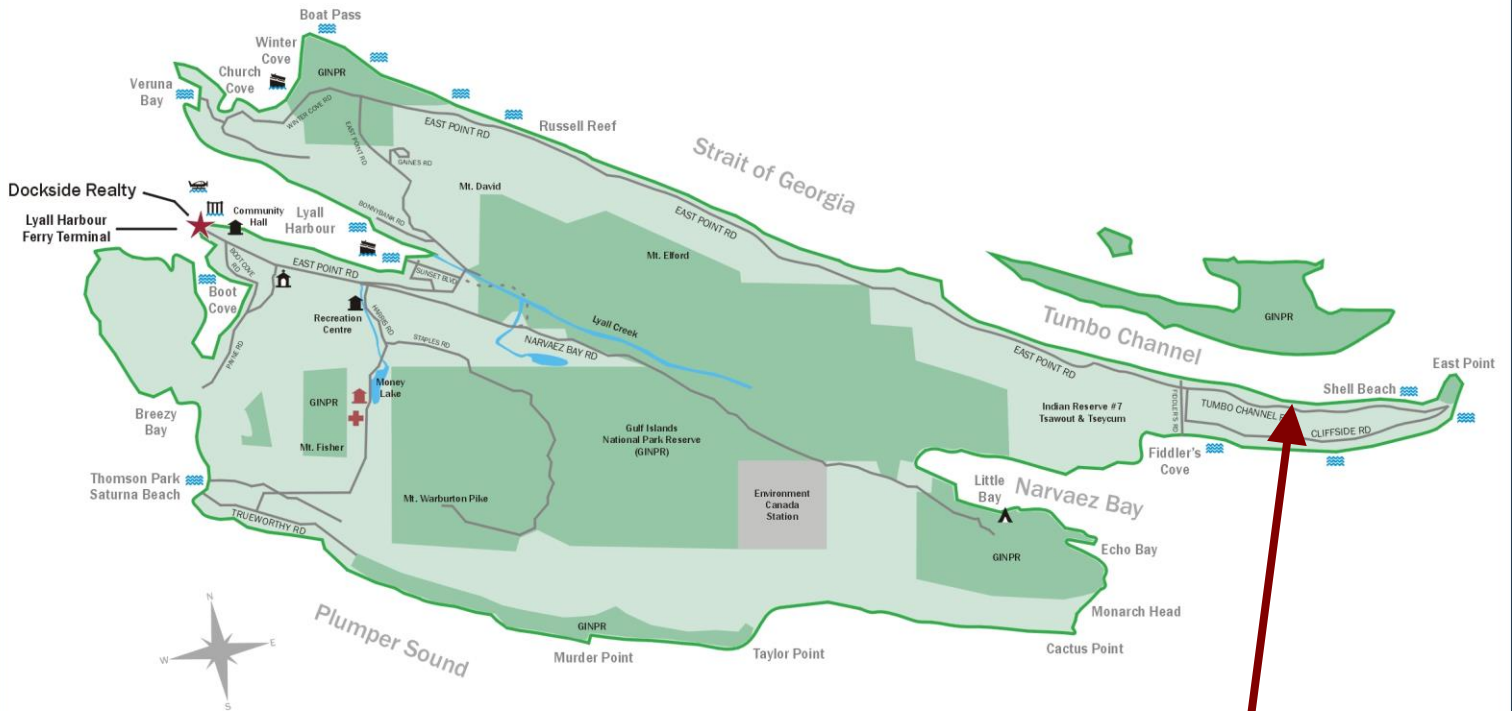 Boat Pass
Winter
Cove
Church
Cove
Veruna
Bay
GINPR
WINTER COVE RD
EAST POINT RD
EAST POINT RD
Russell Reef
GAINES RD
Strait of Georgia
Mt. David
Dockside Realty
Lyall Harbour
Ferry Terminal
Community
Hall
Lyall
Harbour
BONNYBANK RD
EAST POINT RD
Mt. Elford
BOOT COVE
RD
EAST POINT RD
SUNSET BLVD
Boot
Cove
Recreation
Centre
HARRIS RD
STAPLES RD
NARVAEZ BAY RD
Lyall Creek
Tumbo Channel
GINPR
EAST POINT RD
East Point
Shell Beach
PAYNE RD
Money
Lake
GINPR
Breezy
Bay
Mt. Fisher
Gulf Islands
National Park Reserve
(GINPR)
Indian Reserve #7
Tsawout & Tseycum
FIDDLER'S RD
TUMBO CHANNEL
CLIFFSIDE RD
Fiddler's
Cove
Thomson Park
Saturna Beach
Mt. Warburton Pike
Environment
Canada
Station
Little
Bay
Narvaez Bay
TRUEWORTHY RD
GINPR
Echo Bay
Monarch Head
Cactus Point
N
W
E
S
Plumper Sound
GINPR
Murder Point
Taylor Point